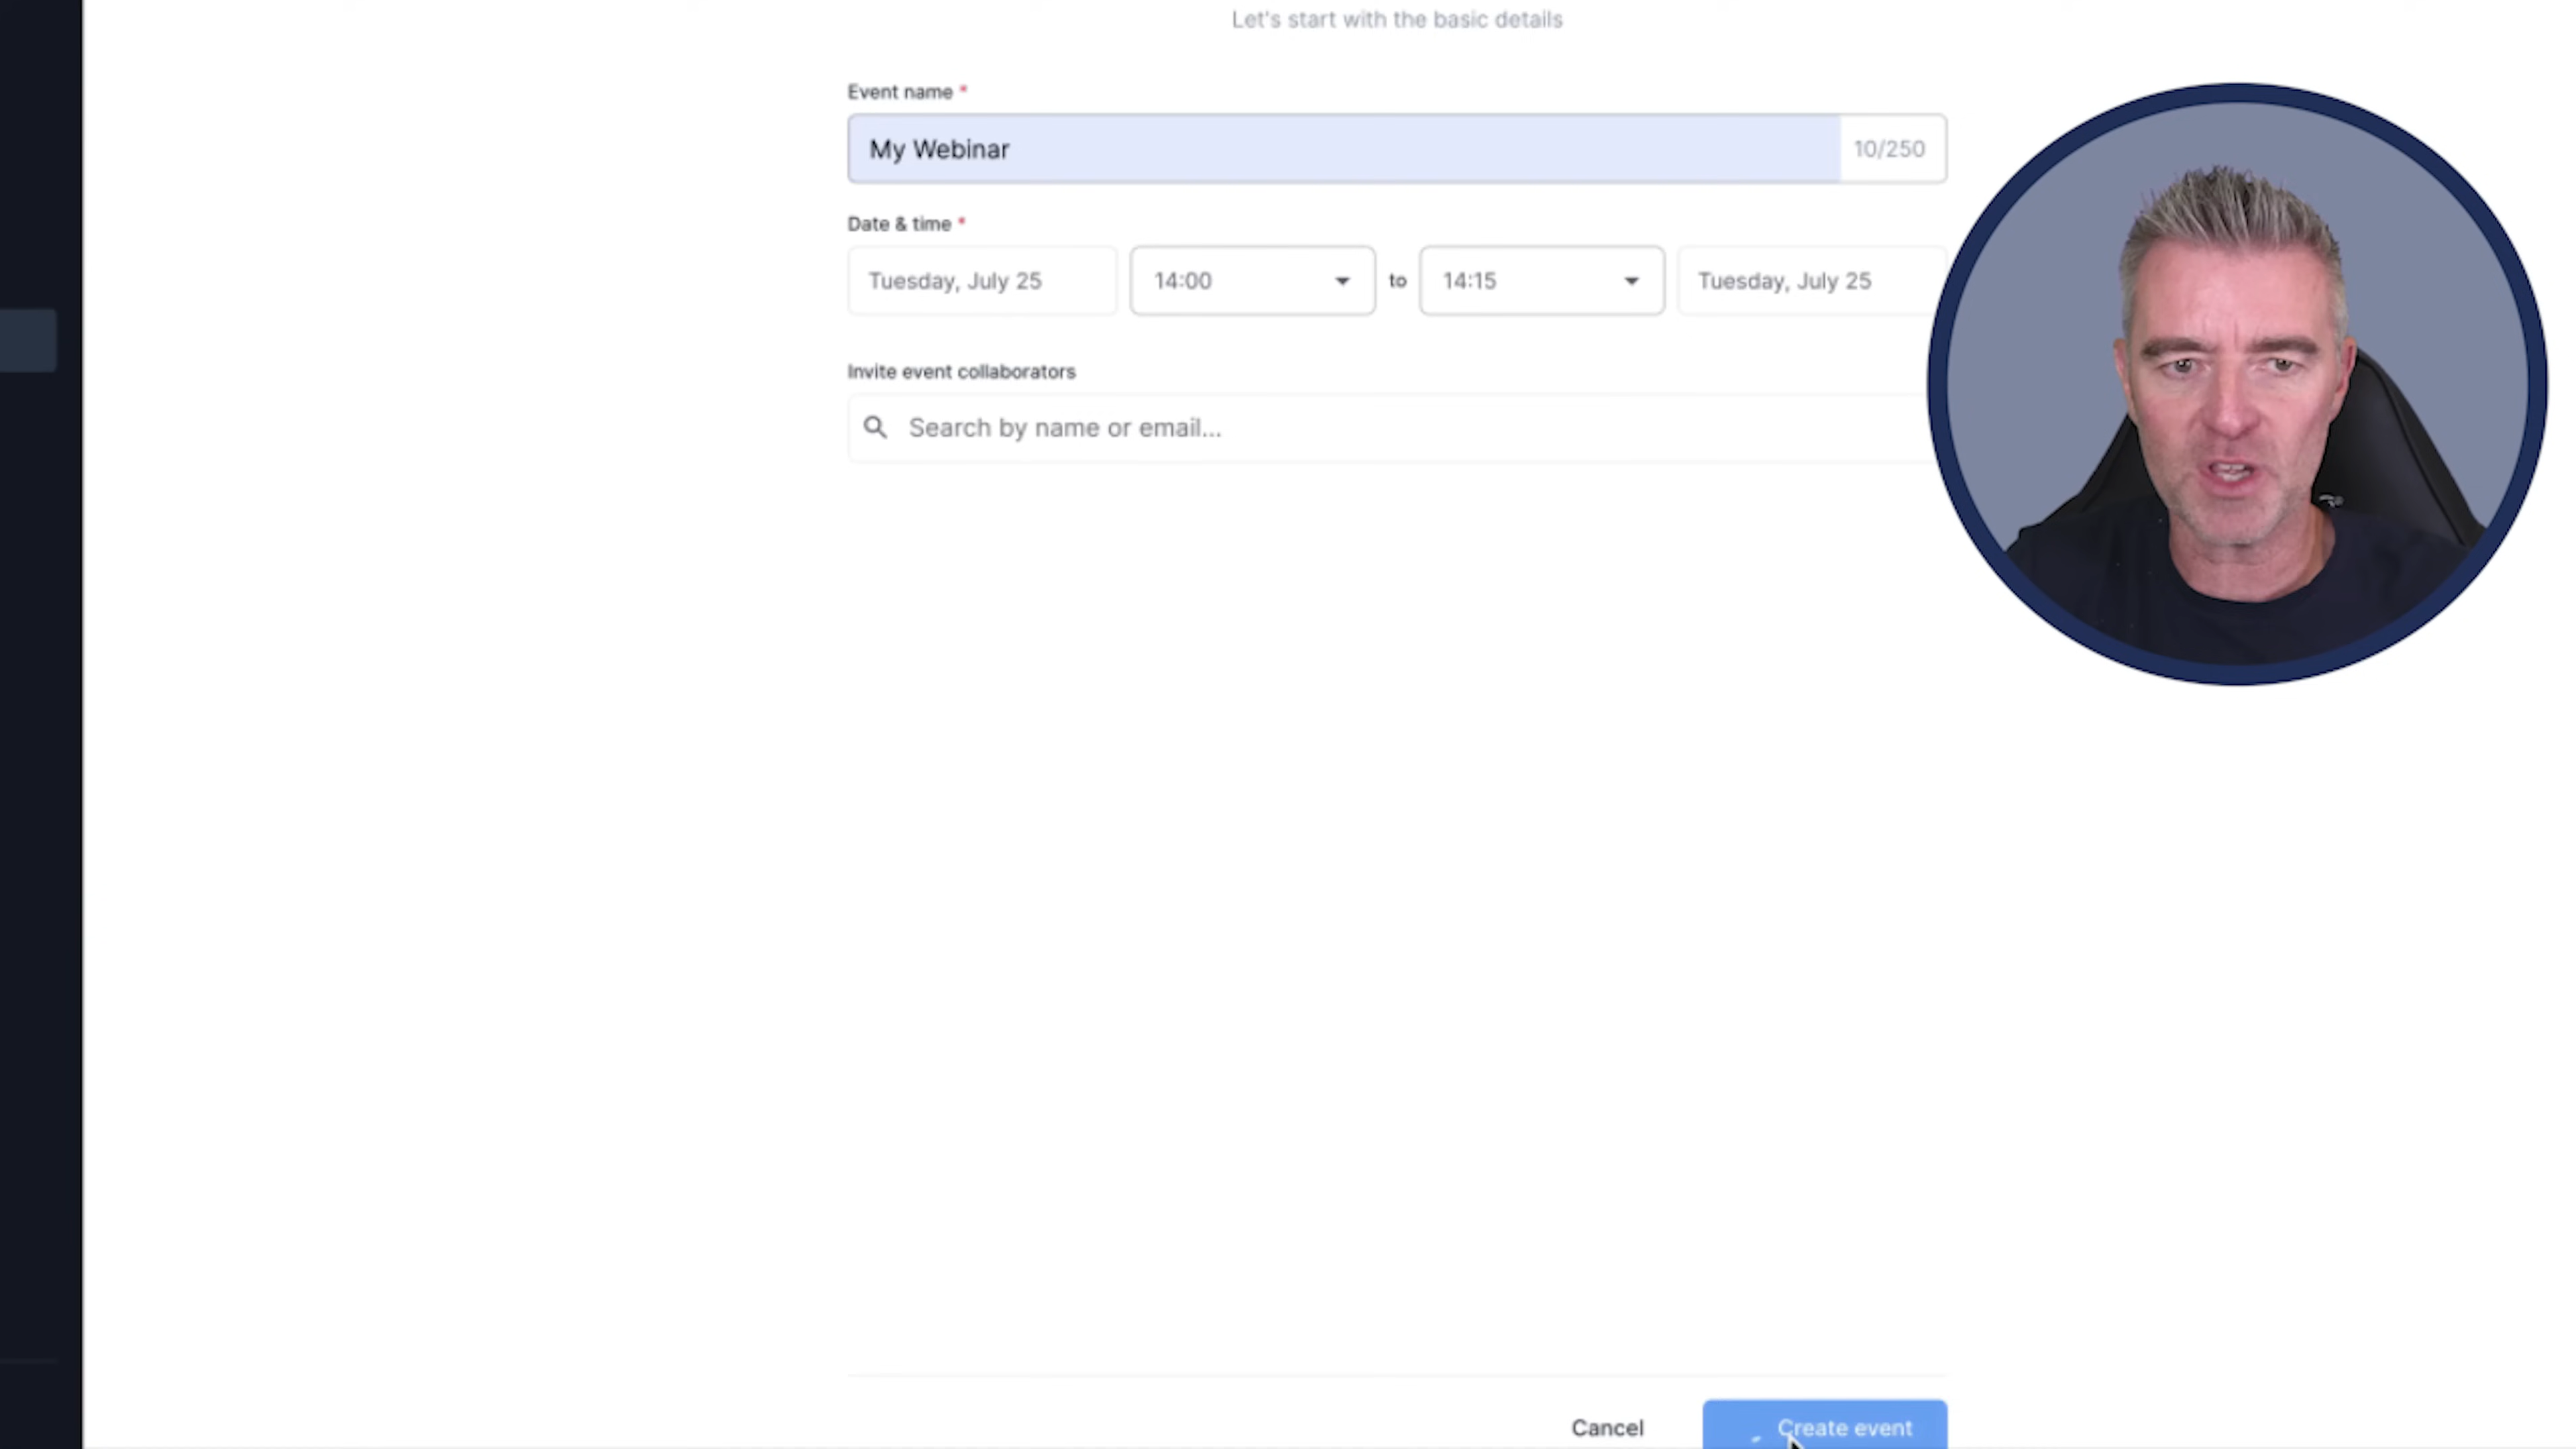 Let's start with the basic details
Event name *
My Webinar 10/250
Date & time *
Tuesday, July 25 14:00 to 14:15 Tuesday, July 25
Invite event collaborators
Search by name or email...
Cancel Create event